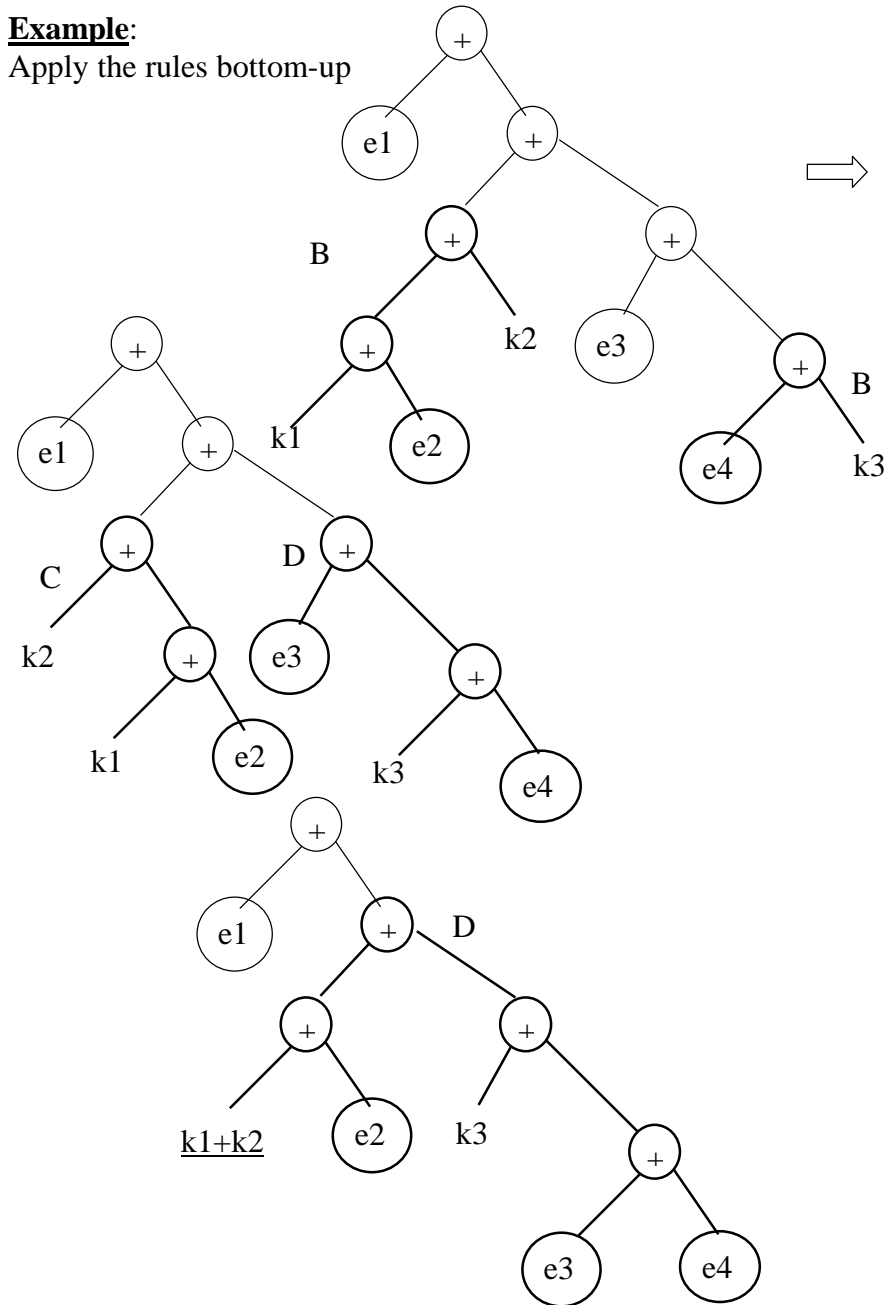 Example:
Apply the rules bottom-up
+
e1
+
B
+
+
k2
+
e3
+
B
k1
e2
e4
k3
+
e1
+
C
+
D
+
k2
+
e3
+
k1
e2
k3
e4
+
e1
+
D
+
+
k1+k2
e2
k3
+
e3
e4